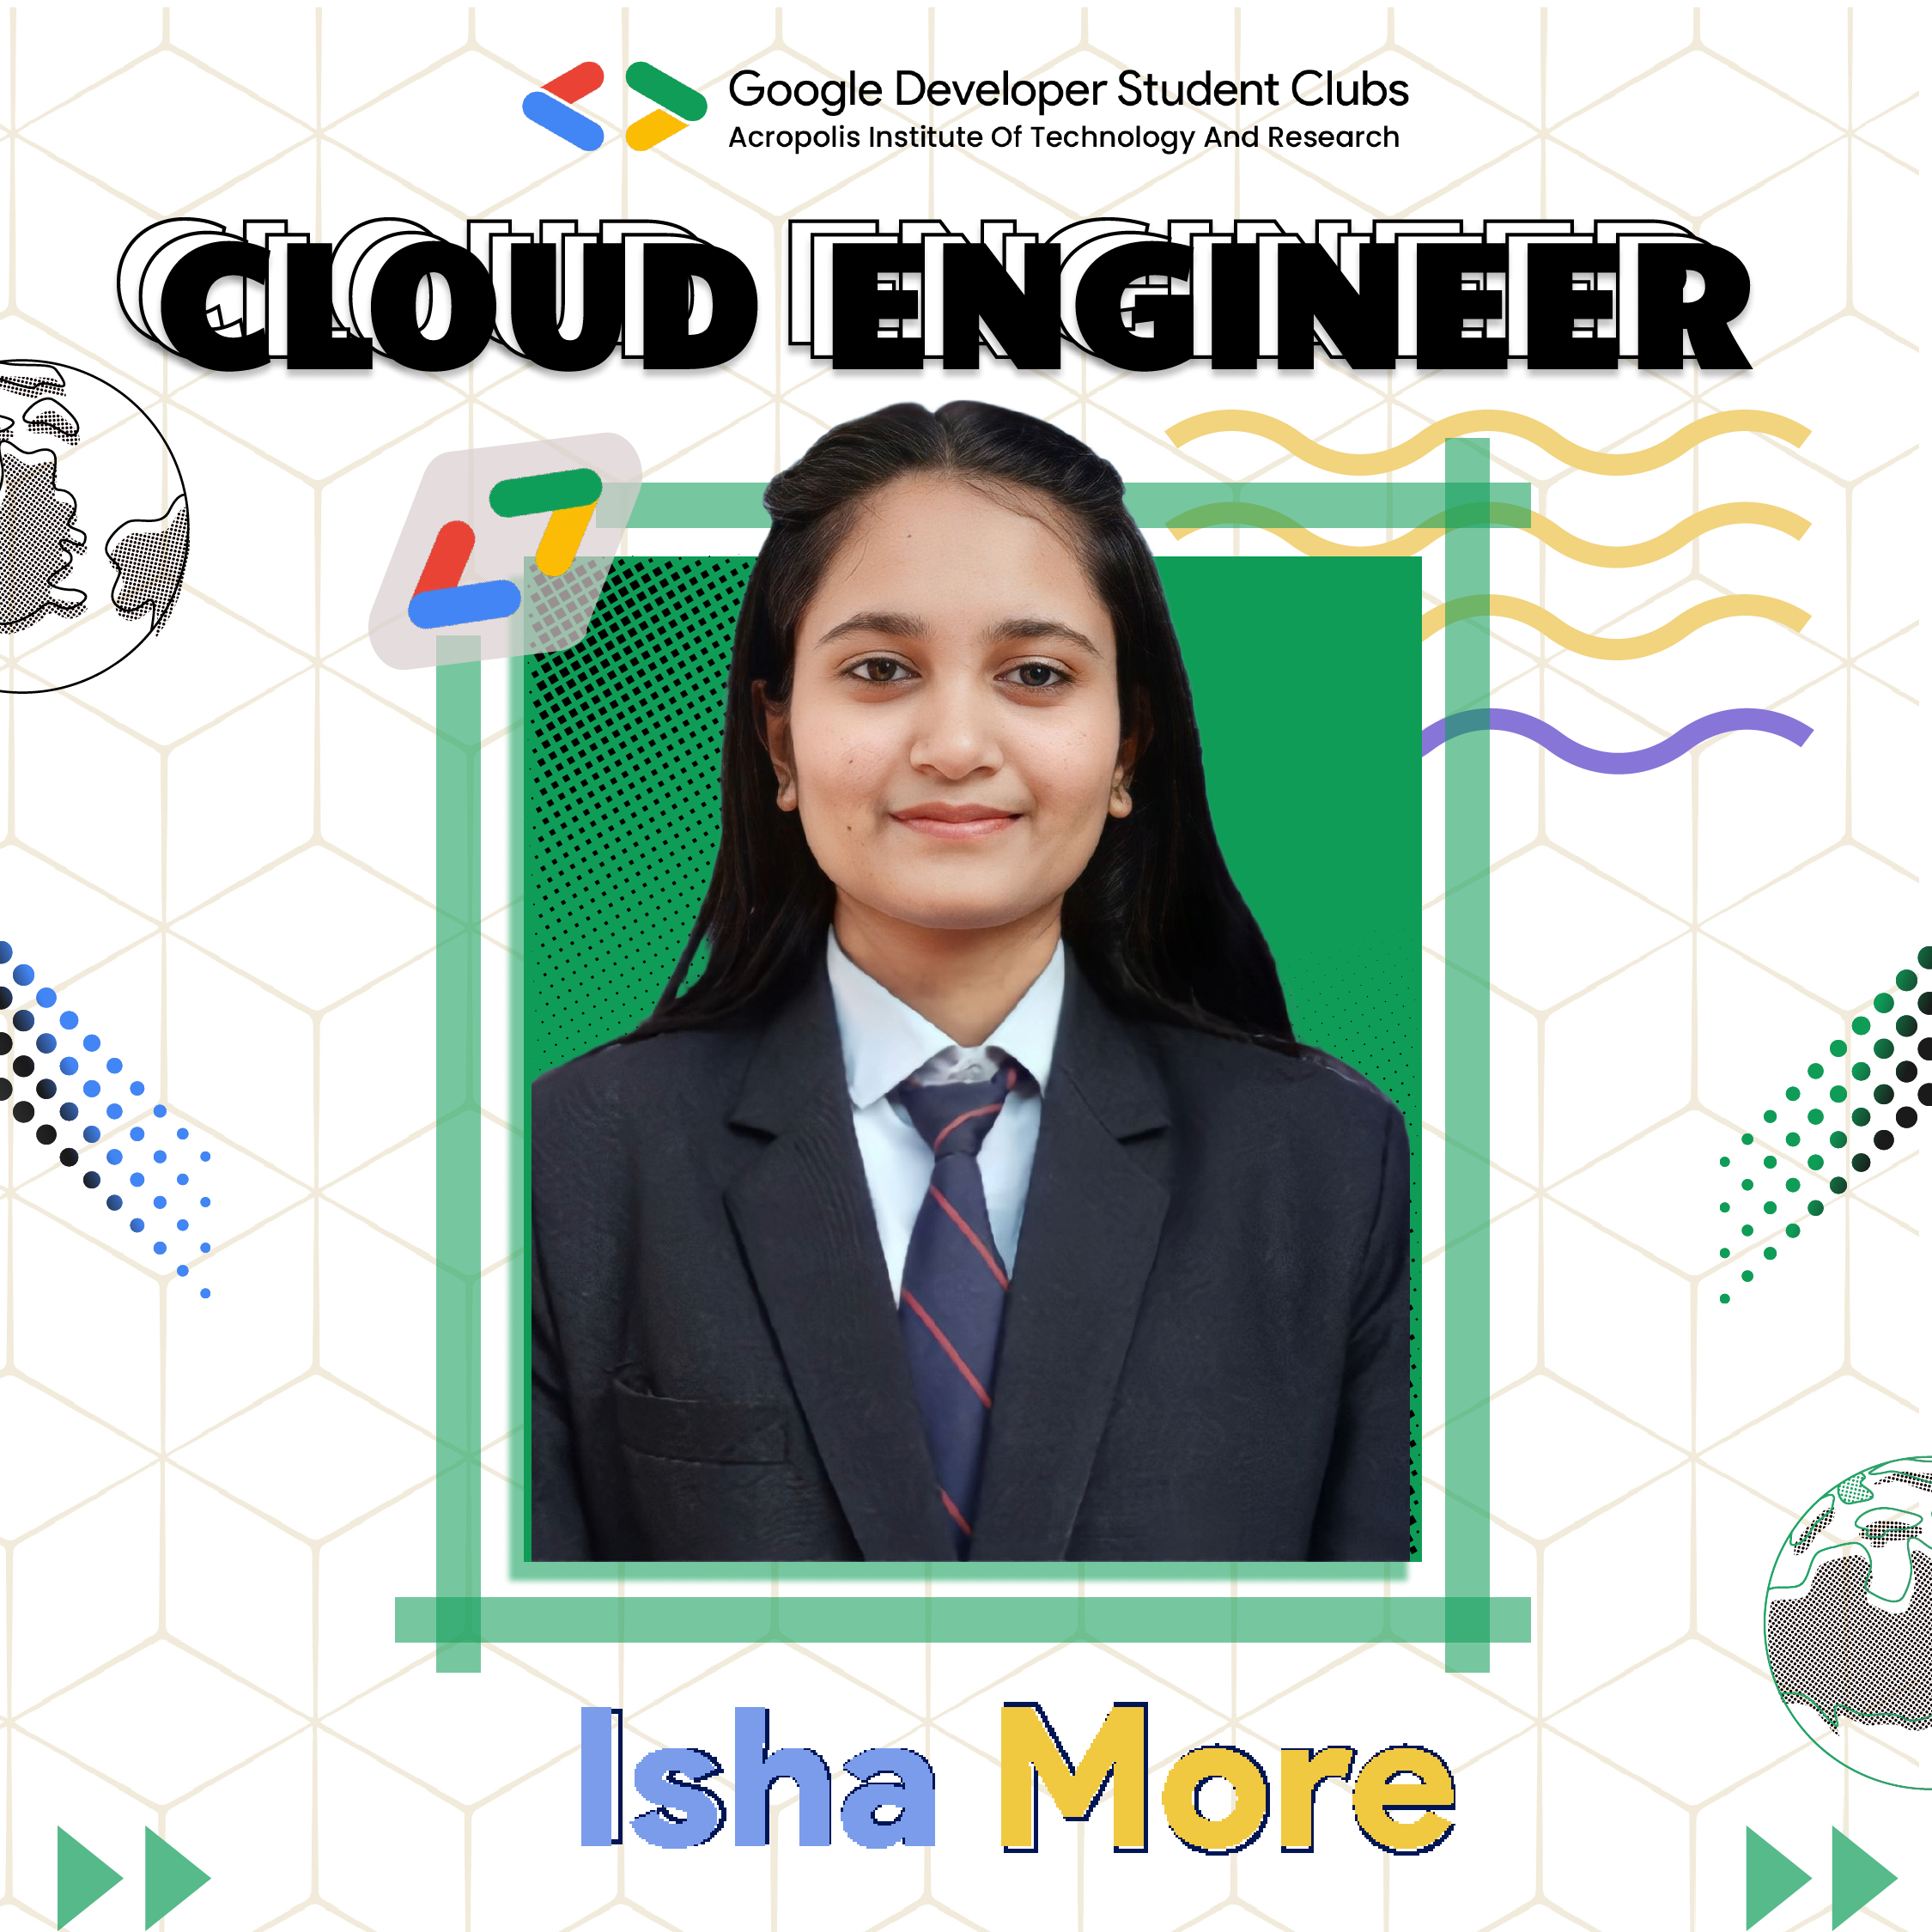 Google Developer Student Clubs
Acropolis Institute Of Technology And Research
CLOUD ENGINEER
Isha More